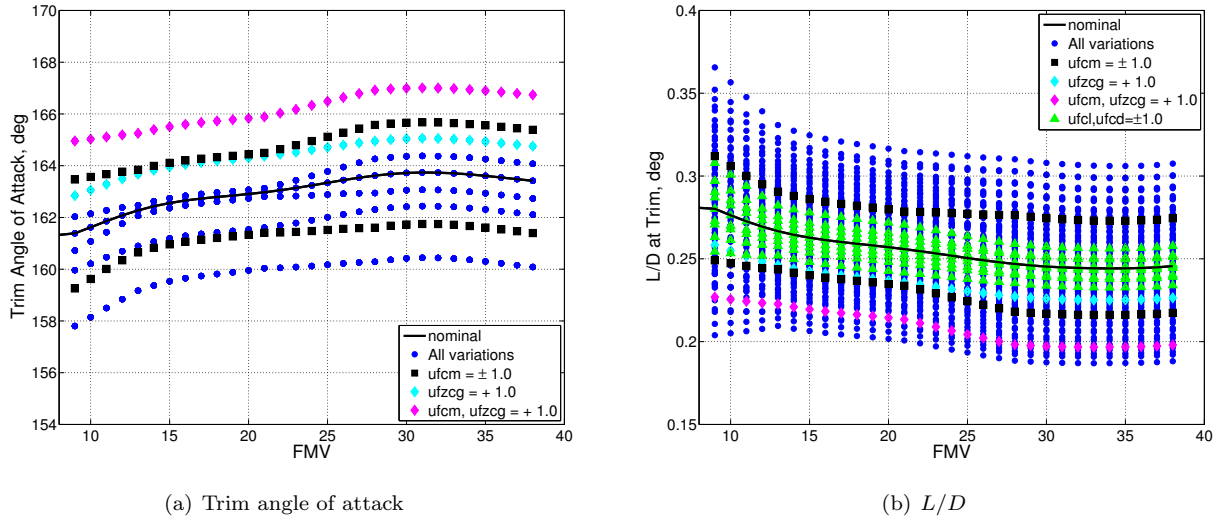 170
168
166
164
162
160
158
156
154
Trim Angle of Attack, deg
10 15 20 25 30 35 40
FMV
nominal
All variations
ufcm = ± 1.0
ufzcg = + 1.0
ufcm, ufzcg = + 1.0
(a) Trim angle of attack
0.4
0.35
0.3
0.25
0.2
0.15
L/D at Trim, deg
10 15 20 25 30 35 40
FMV
nominal
All variations
ufcm = ± 1.0
ufzcg = + 1.0
ufcm, ufzcg = + 1.0
ufcl,ufcd=±1.0
(b) L/D